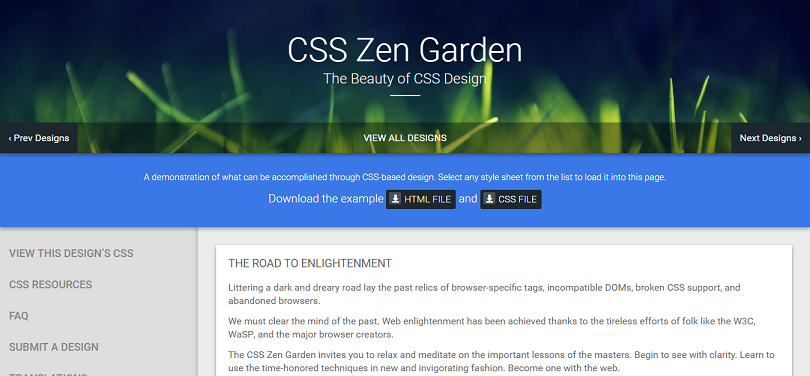 CSS Zen Garden
The Beauty of CSS Design
‹ Prev Designs
VIEW ALL DESIGNS
Next Designs ›
A demonstration of what can be accomplished through CSS-based design. Select any style sheet from the list to load it into this page.
Download the example HTML FILE and CSS FILE
VIEW THIS DESIGN'S CSS
CSS RESOURCES
FAQ
SUBMIT A DESIGN
TRANSLATIONS
THE ROAD TO ENLIGHTENMENT
Littering a dark and dreary road lay the past relics of browser-specific tags, incompatible DOMs, broken CSS support, and
abandoned browsers.
We must clear the mind of the past. Web enlightenment has been achieved thanks to the tireless efforts of folk like the W3C,
WaSP, and the major browser creators.
The CSS Zen Garden invites you to relax and meditate on the important lessons of the masters. Begin to see with clarity. Learn to
use the time-honored techniques in new and invigorating fashion. Become one with the web.